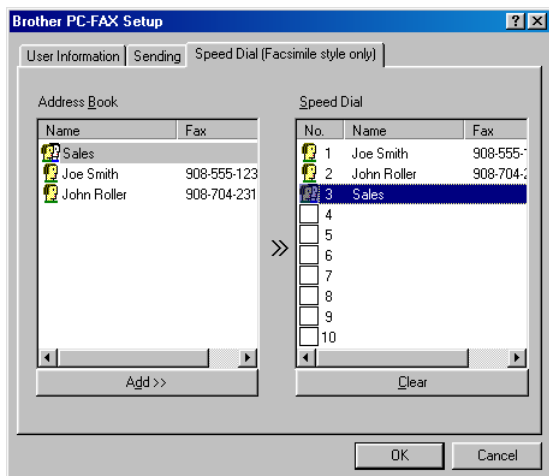 Brother PC-FAX Setup
User Information Sending Speed Dial (Facsimile style only)
Address Book
Name Fax
Sales
Joe Smith 908-555-123
John Roller 908-704-231
Add >>
>>
Speed Dial
No. Name Fax
1 Joe Smith 908-555-
2 John Roller 908-704-
3 Sales
4
5
6
7
8
9
10
Clear
OK Cancel